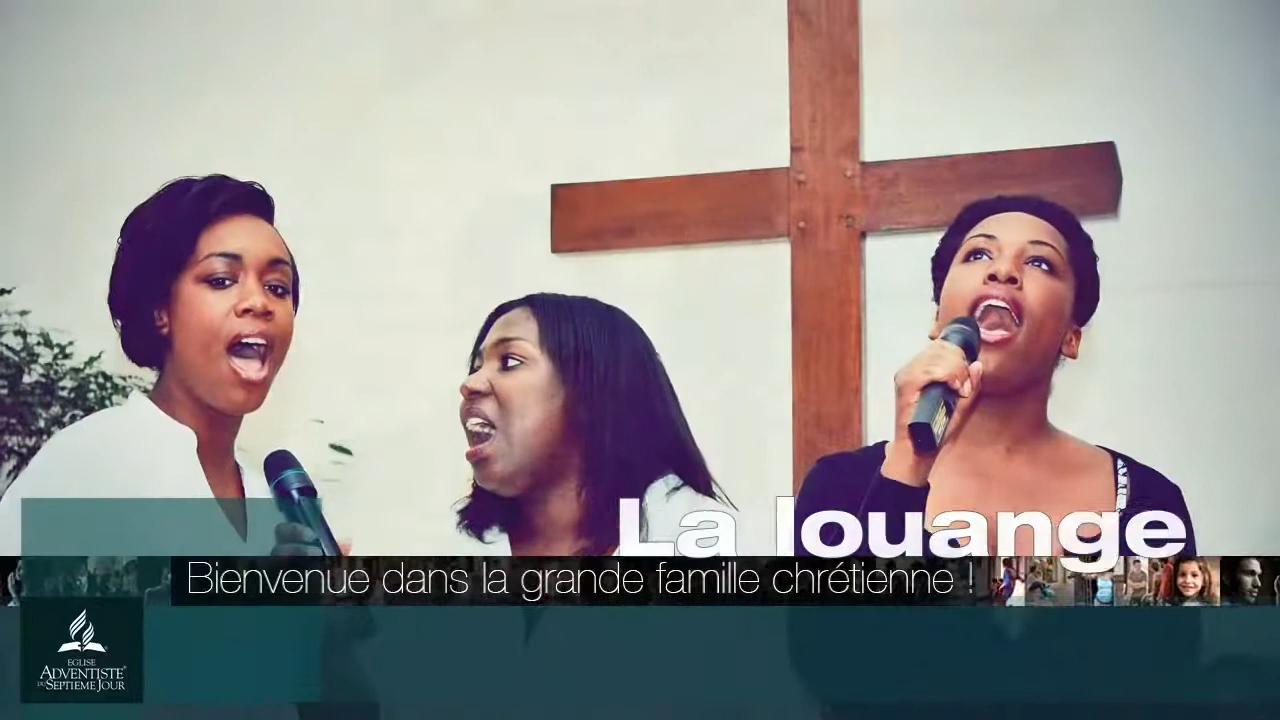 La louange
Bienvenue dans la grande famille chrétienne !
EGLISE
ADVENTISTE®
DU SEPTIEME JOUR